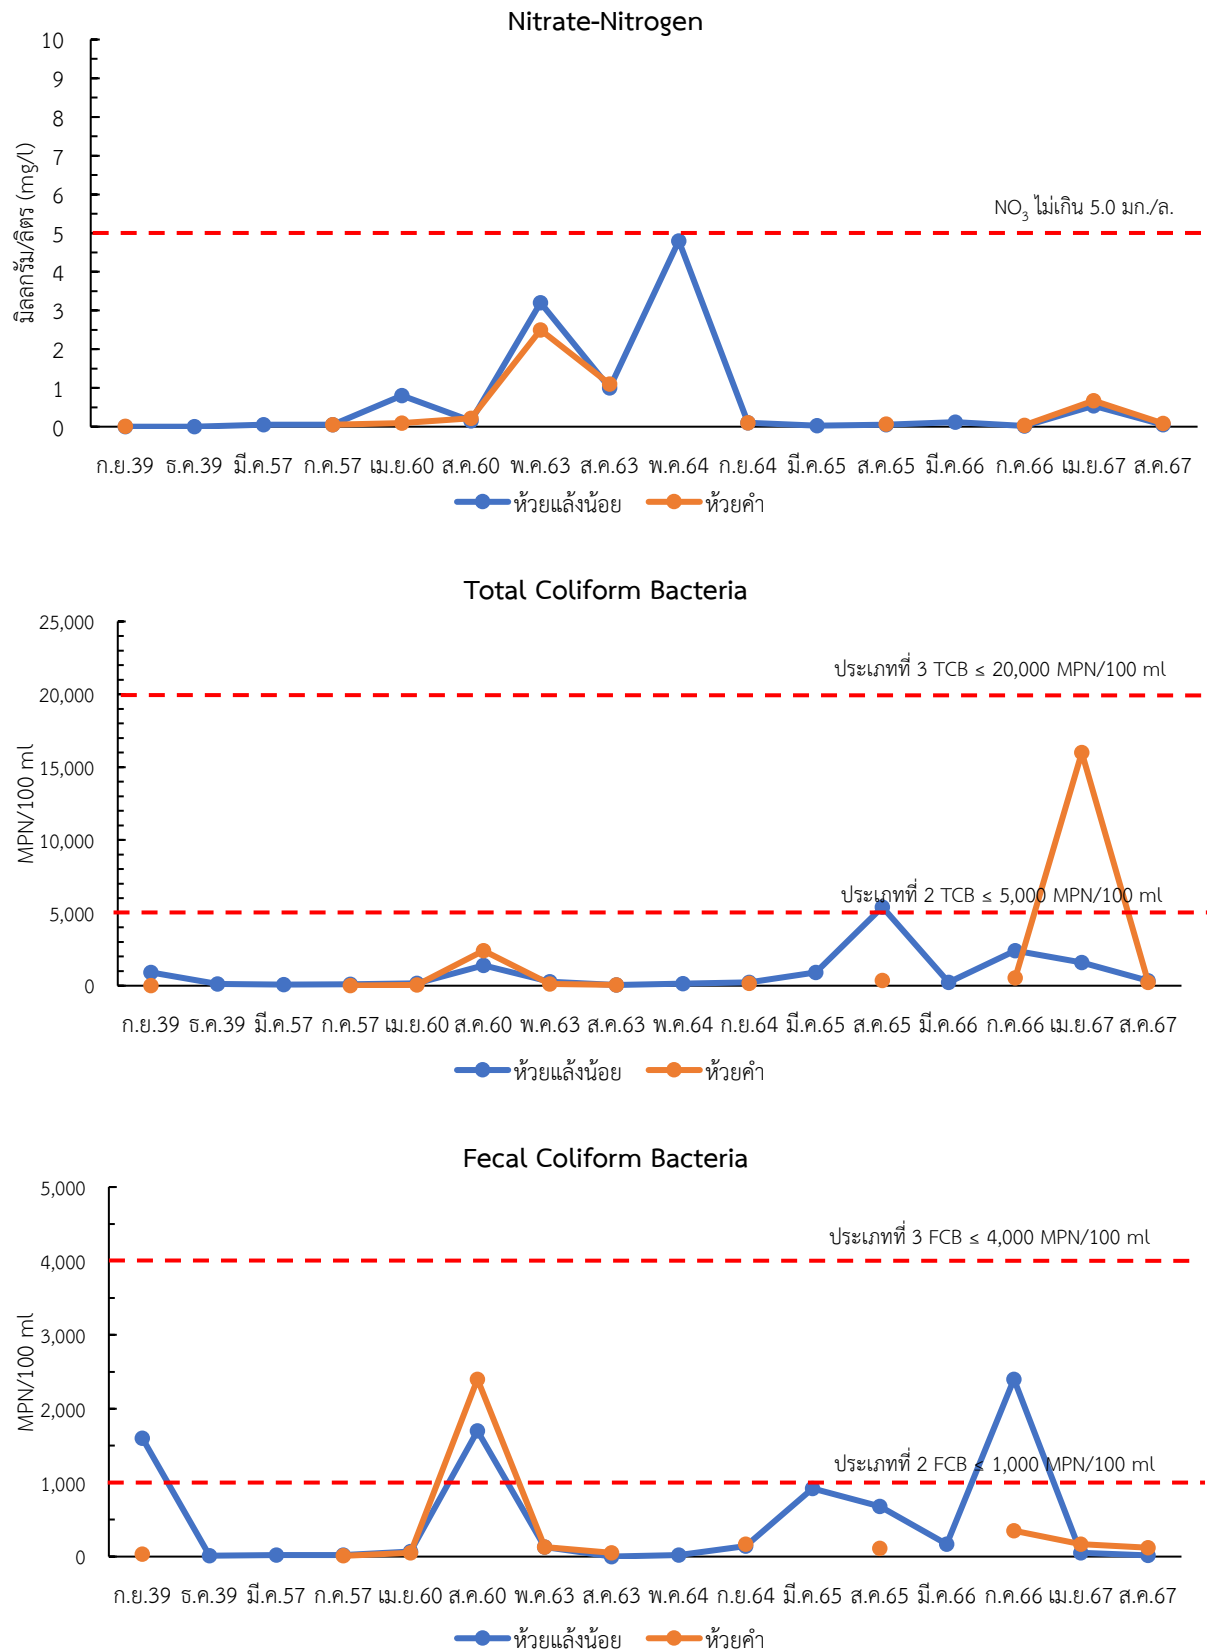 Nitrate-Nitrogen
10
9
8
7
6
5
4
3
2
1
0
มิลลกรัม/ลิตร (mg/l)
NO₃ ไม่เกิน 5.0 มก./ล.
ก.ย.39 ธ.ค.39 มี.ค.57 ก.ค.57 เม.ย.60 ส.ค.60 พ.ค.63 ส.ค.63 พ.ค.64 ก.ย.64 มี.ค.65 ส.ค.65 มี.ค.66 ก.ค.66 เม.ย.67 ส.ค.67
ห้วยแล้งน้อย ห้วยคำ
Total Coliform Bacteria
25,000
20,000
15,000
10,000
5,000
0
MPN/100 ml
ประเภทที่ 3 TCB ≤ 20,000 MPN/100 ml
ประเภทที่ 2 TCB ≤ 5,000 MPN/100 ml
ก.ย.39 ธ.ค.39 มี.ค.57 ก.ค.57 เม.ย.60 ส.ค.60 พ.ค.63 ส.ค.63 พ.ค.64 ก.ย.64 มี.ค.65 ส.ค.65 มี.ค.66 ก.ค.66 เม.ย.67 ส.ค.67
ห้วยแล้งน้อย ห้วยคำ
Fecal Coliform Bacteria
5,000
4,000
3,000
2,000
1,000
0
MPN/100 ml
ประเภทที่ 3 FCB ≤ 4,000 MPN/100 ml
ประเภทที่ 2 FCB ≤ 1,000 MPN/100 ml
ก.ย.39 ธ.ค.39 มี.ค.57 ก.ค.57 เม.ย.60 ส.ค.60 พ.ค.63 ส.ค.63 พ.ค.64 ก.ย.64 มี.ค.65 ส.ค.65 มี.ค.66 ก.ค.66 เม.ย.67 ส.ค.67
ห้วยแล้งน้อย ห้วยคำ